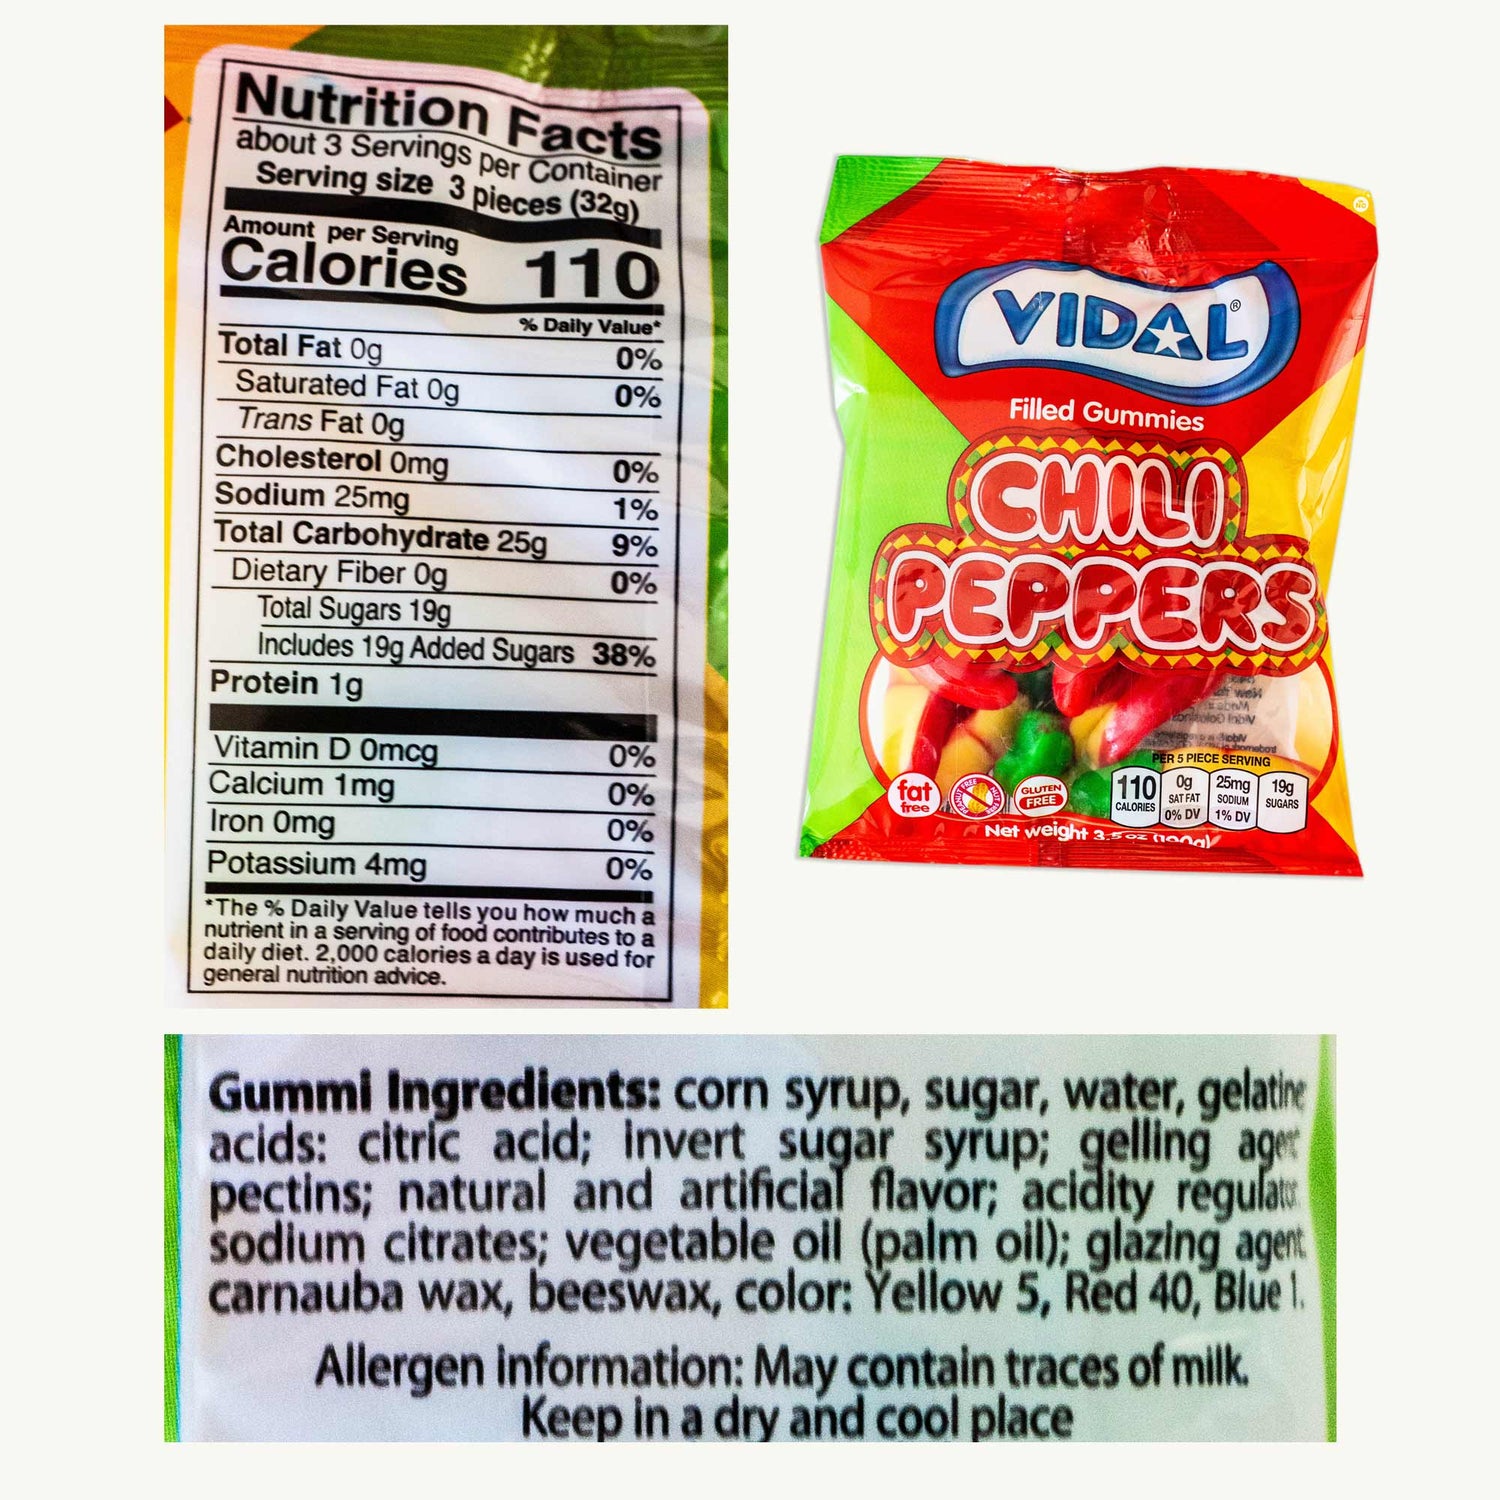 Nutrition Facts
about 3 Servings per Container
Serving size 3 pieces (32g)
Amount per Serving
Calories 110
% Daily Value*
Total Fat 0g 0%
Saturated Fat 0g 0%
Trans Fat 0g
Cholesterol 0mg 0%
Sodium 25mg 1%
Total Carbohydrate 25g 9%
Dietary Fiber 0g 0%
Total Sugars 19g
Includes 19g Added Sugars 38%
Protein 1g
Vitamin D 0mcg 0%
Calcium 1mg 0%
Iron 0mg 0%
Potassium 4mg 0%
*The % Daily Value tells you how much a
nutrient in a serving of food contributes to a
daily diet. 2,000 calories a day is used for
general nutrition advice.
VIDAL®
Filled Gummies
CHILI
PEPPERS
PER 5 PIECE SERVING
fat
free
GLUTEN
FREE
110
CALORIES
0g
SAT FAT
0% DV
25mg
SODIUM
1% DV
19g
SUGARS
Net weight 3.5 oz (100g)
Gummi Ingredients: corn syrup, sugar, water, gelatine
acids: citric acid; invert sugar syrup; gelling agent
pectins; natural and artificial flavor; acidity regulator
sodium citrates; vegetable oil (palm oil); glazing agent
carnauba wax, beeswax, color: Yellow 5, Red 40, Blue 1.
Allergen information: May contain traces of milk.
Keep in a dry and cool place